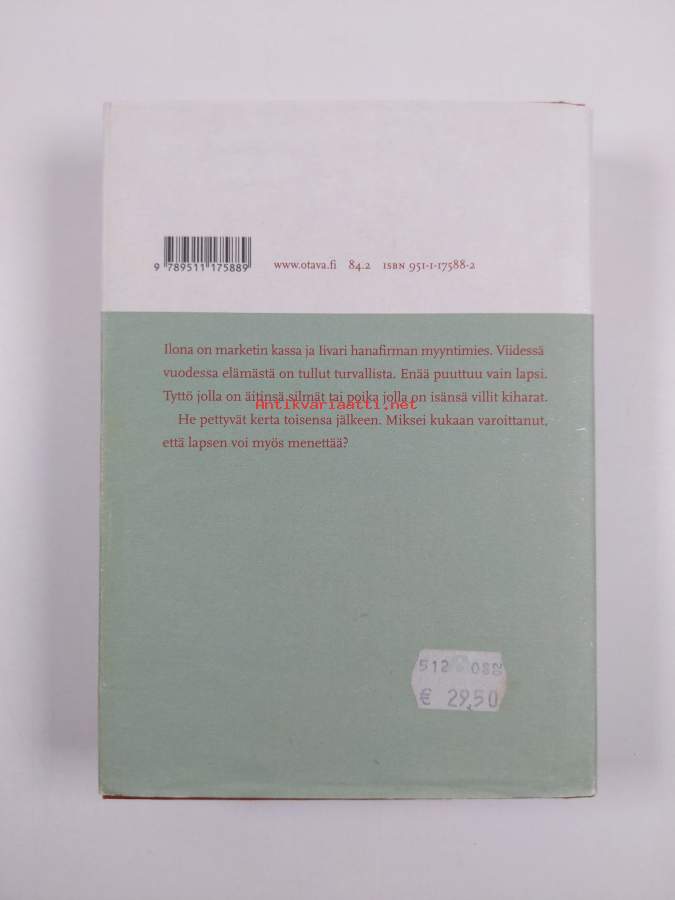 9 789511 175889 www.otava.fi 84.2 ISBN 951-1-17588-2
Ilona on marketin kassa ja Iivari hanafirman myyntimies. Viidessä
vuodessa elämästä on tullut turvallista. Enää puuttuu vain lapsi.
Tyttö jolla on äitinsä silmät tai poika jolla on isänsä villit kiharat.
Antikvariaatti.net
He pettyvät kerta toisensa jälkeen. Miksei kukaan varoittanut,
että lapsen voi myös menettää?
512
€ 29,50